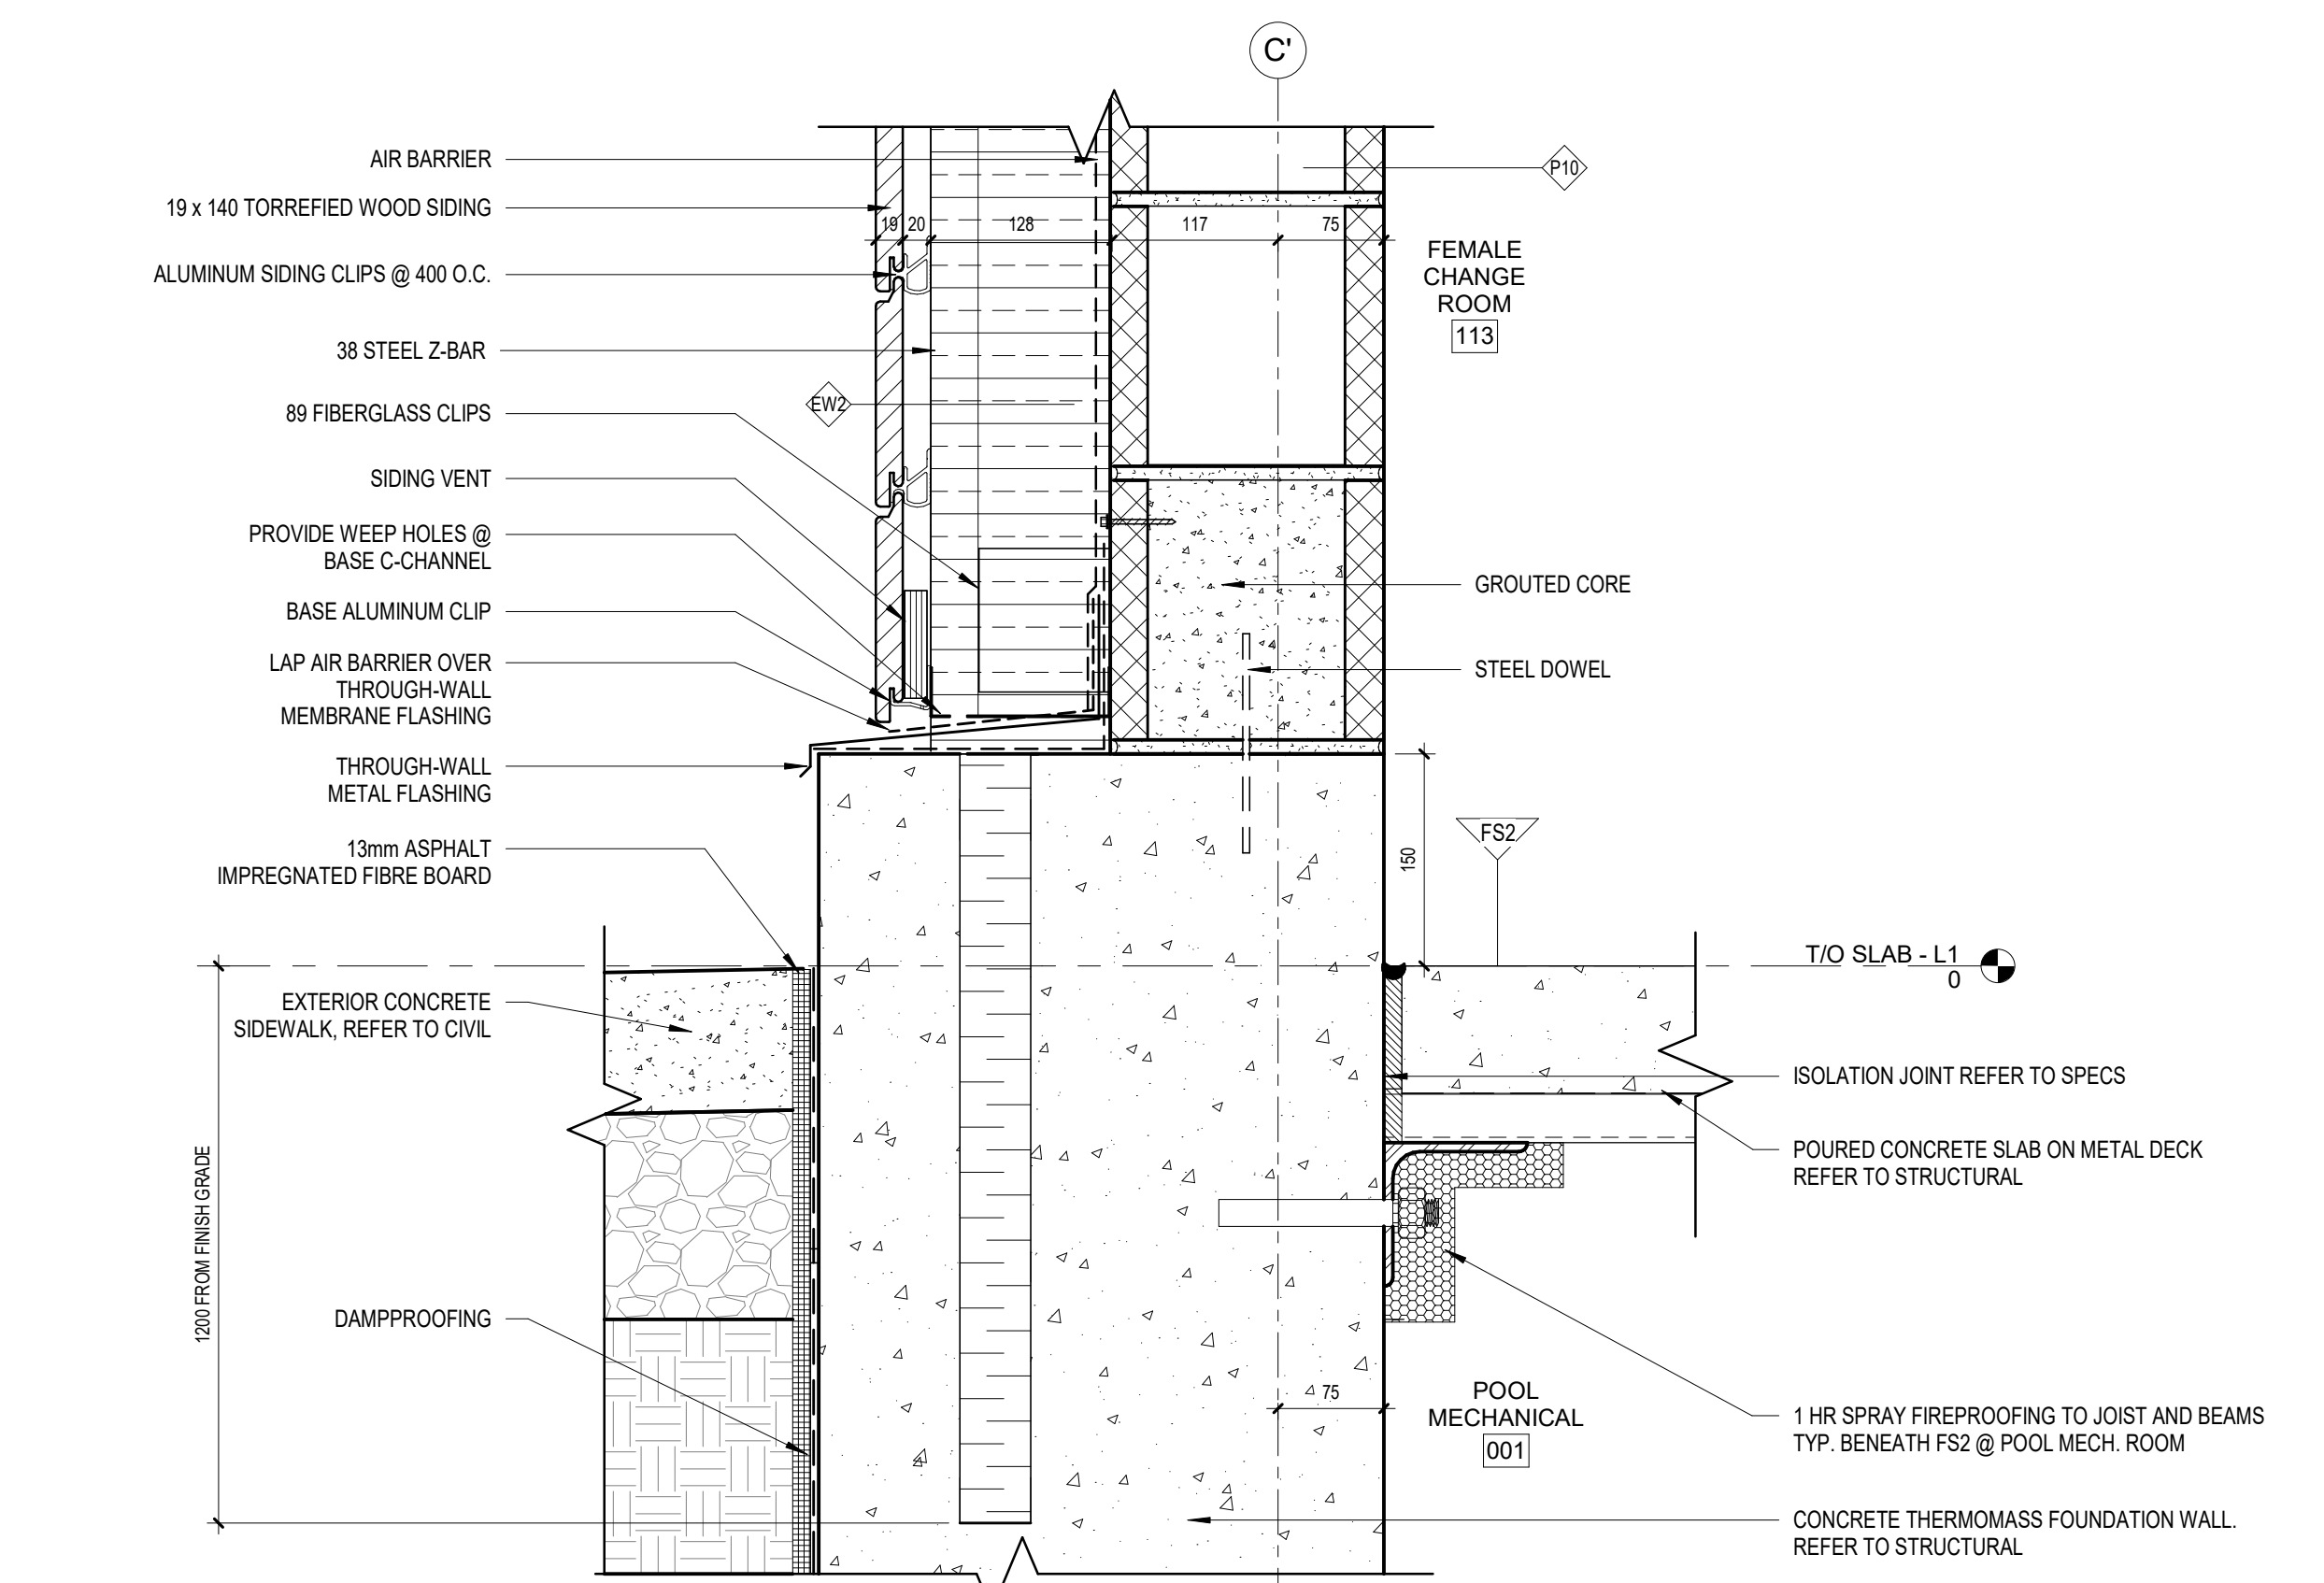 C'
AIR BARRIER
19 x 140 TORREFIED WOOD SIDING
ALUMINUM SIDING CLIPS @ 400 O.C.
38 STEEL Z-BAR
89 FIBERGLASS CLIPS
SIDING VENT
PROVIDE WEEP HOLES @
BASE C-CHANNEL
BASE ALUMINUM CLIP
LAP AIR BARRIER OVER
THROUGH-WALL
MEMBRANE FLASHING
THROUGH-WALL
METAL FLASHING
13mm ASPHALT
IMPREGNATED FIBRE BOARD
EXTERIOR CONCRETE
SIDEWALK, REFER TO CIVIL
DAMPPROOFING
1200 FROM FINISH GRADE
19
20
128
117
75
EW2
P10
FEMALE
CHANGE
ROOM
113
GROUTED CORE
STEEL DOWEL
150
FS2
T/O SLAB - L1
0
ISOLATION JOINT REFER TO SPECS
POURED CONCRETE SLAB ON METAL DECK
REFER TO STRUCTURAL
75
POOL
MECHANICAL
001
1 HR SPRAY FIREPROOFING TO JOIST AND BEAMS
TYP. BENEATH FS2 @ POOL MECH. ROOM
CONCRETE THERMOMASS FOUNDATION WALL.
REFER TO STRUCTURAL